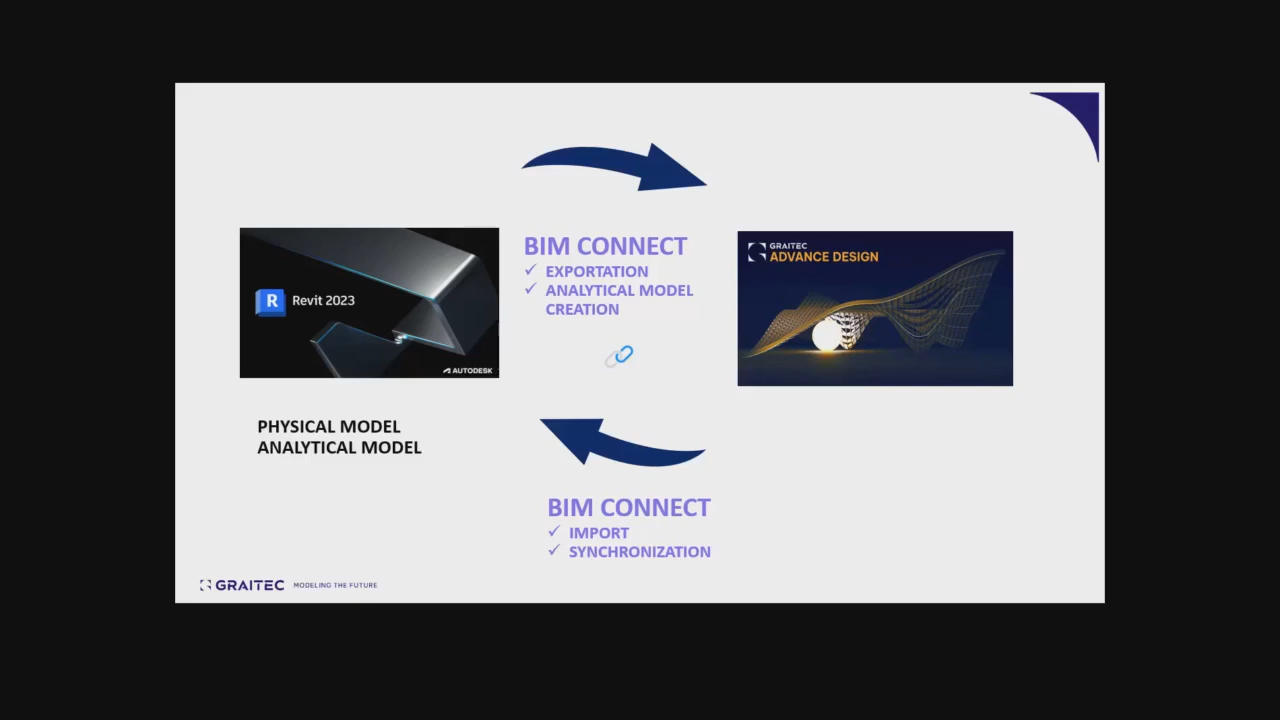 BIM CONNECT
✓ EXPORTATION
✓ ANALYTICAL MODEL
CREATION
R Revit 2023
AUTODESK
GRAITEC
ADVANCE DESIGN
PHYSICAL MODEL
ANALYTICAL MODEL
BIM CONNECT
✓ IMPORT
✓ SYNCHRONIZATION
GRAITEC MODELING THE FUTURE